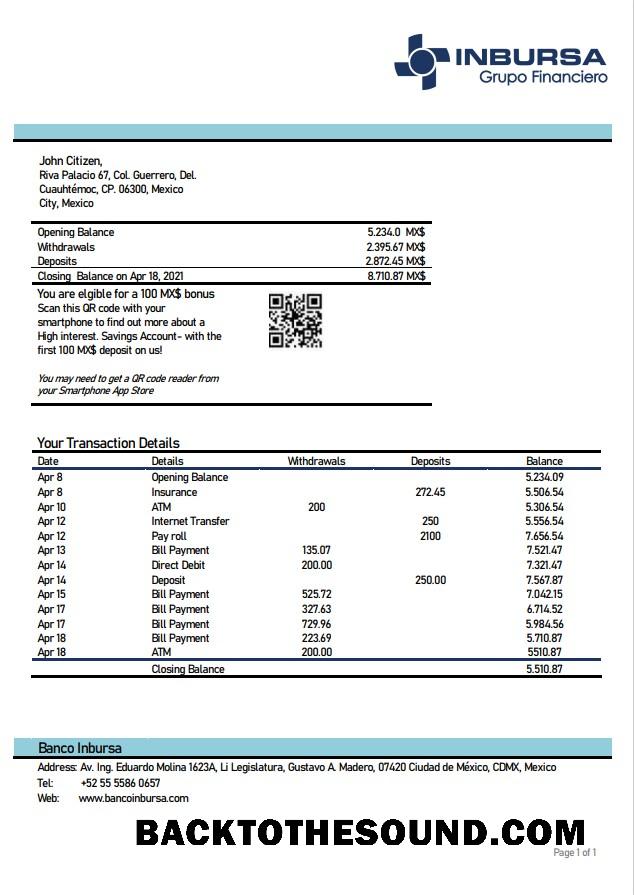 INBURSA
Grupo Financiero
John Citizen,
Riva Palacio 67, Col. Guerrero, Del.
Cuauhtémoc, CP. 06300, Mexico
City, Mexico
Opening Balance 5.234.0 MX$
Withdrawals 2.395.67 MX$
Deposits 2.872.45 MX$
Closing Balance on Apr 18, 2021 8.710.87 MX$
You are elgible for a 100 MX$ bonus
Scan this QR code with your
smartphone to find out more about a
High interest. Savings Account- with the
first 100 MX$ deposit on us!
You may need to get a QR code reader from
your Smartphone App Store
Your Transaction Details
Date Details Withdrawals Deposits Balance
Apr 8 Opening Balance 5.234.09
Apr 8 Insurance 272.45 5.506.54
Apr 10 ATM 200 5.306.54
Apr 12 Internet Transfer 250 5.556.54
Apr 12 Pay roll 2100 7.656.54
Apr 13 Bill Payment 135.07 7.521.47
Apr 14 Direct Debit 200.00 7.321.47
Apr 14 Deposit 250.00 7.567.87
Apr 15 Bill Payment 525.72 7.042.15
Apr 17 Bill Payment 327.63 6.714.52
Apr 17 Bill Payment 729.96 5.984.56
Apr 18 Bill Payment 223.69 5.710.87
Apr 18 ATM 200.00 5510.87
Closing Balance 5.510.87
Banco Inbursa
Address: Av. Ing. Eduardo Molina 1623A, Li Legislatura, Gustavo A. Madero, 07420 Ciudad de México, CDMX, Mexico
Tel: +52 55 5586 0657
Web: www.bancoinbursa.com
BACKTOTHESOUND.COM
Page 1 of 1